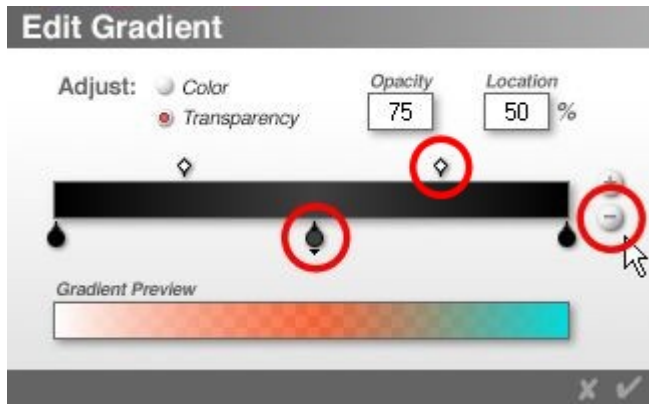 Edit Gradient
Adjust:
Color
Transparency
Opacity
75
Location
50 %
Gradient Preview